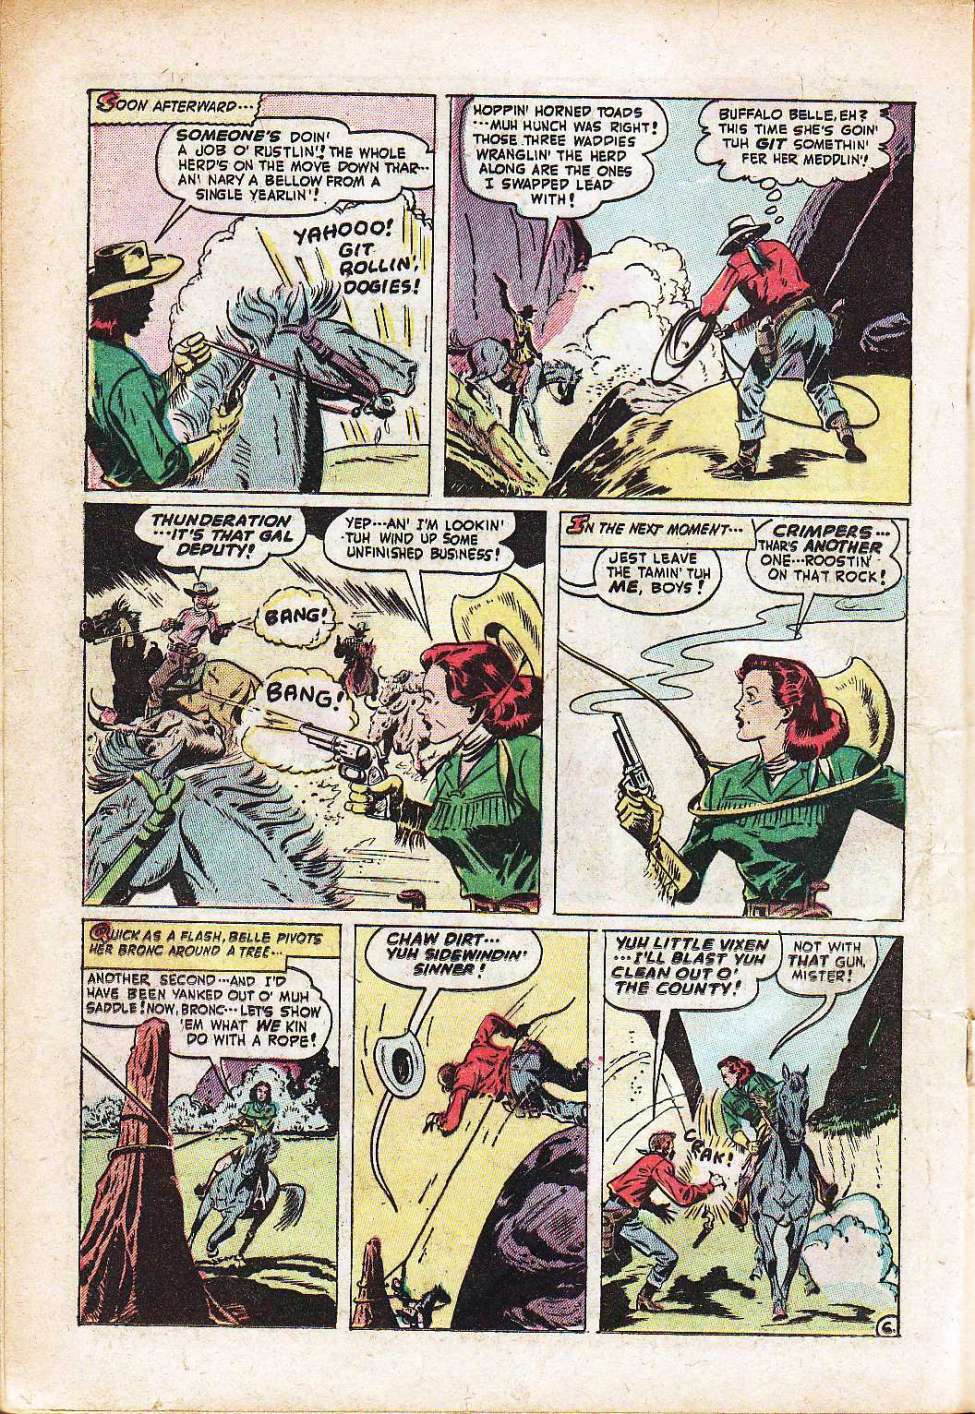 SOON AFTERWARD...
SOMEONE'S DOIN'
A JOB O' RUSTLIN'! THE WHOLE
HERD'S ON THE MOVE DOWN THAR---
AN' NARY A BELLOW FROM A
SINGLE YEARLIN'!
YAHOOO!
GIT
ROLLIN',
DOGIES!
HOPPIN' HORNED TOADS
...MUH HUNCH WAS RIGHT!
THOSE THREE WADDIES
WRANGLIN' THE HERD
ALONG ARE THE ONES
I SWAPPED LEAD
WITH!
BUFFALO BELLE, EH?
THIS TIME SHE'S GOIN'
TUH GIT SOMETHIN'
FER HER MEDDLIN'!
THUNDERATION
...IT'S THAT GAL
DEPUTY!
YEP---AN' I'M LOOKIN'
TUH WIND UP SOME
UNFINISHED BUSINESS!
BANG!
BANG!
IN THE NEXT MOMENT---
JEST LEAVE
THE TAMIN' TUH
ME, BOYS!
CRIMPERS---
THAR'S ANOTHER
ONE---ROOSTIN'
ON THAT ROCK!
QUICK AS A FLASH, BELLE PIVOTS
HER BRONC AROUND A TREE---
ANOTHER SECOND---AND I'D
HAVE BEEN YANKED OUT O' MUH
SADDLE! NOW, BRONC---LET'S SHOW
'EM WHAT WE KIN
DO WITH A ROPE!
CHAW DIRT---
YUH SIDEWINDIN'
SINNER!
YUH LITTLE VIXEN
...I'LL BLAST YUH
CLEAN OUT O'
THE COUNTY!
NOT WITH
THAT GUN,
MISTER!
CRAK!
6